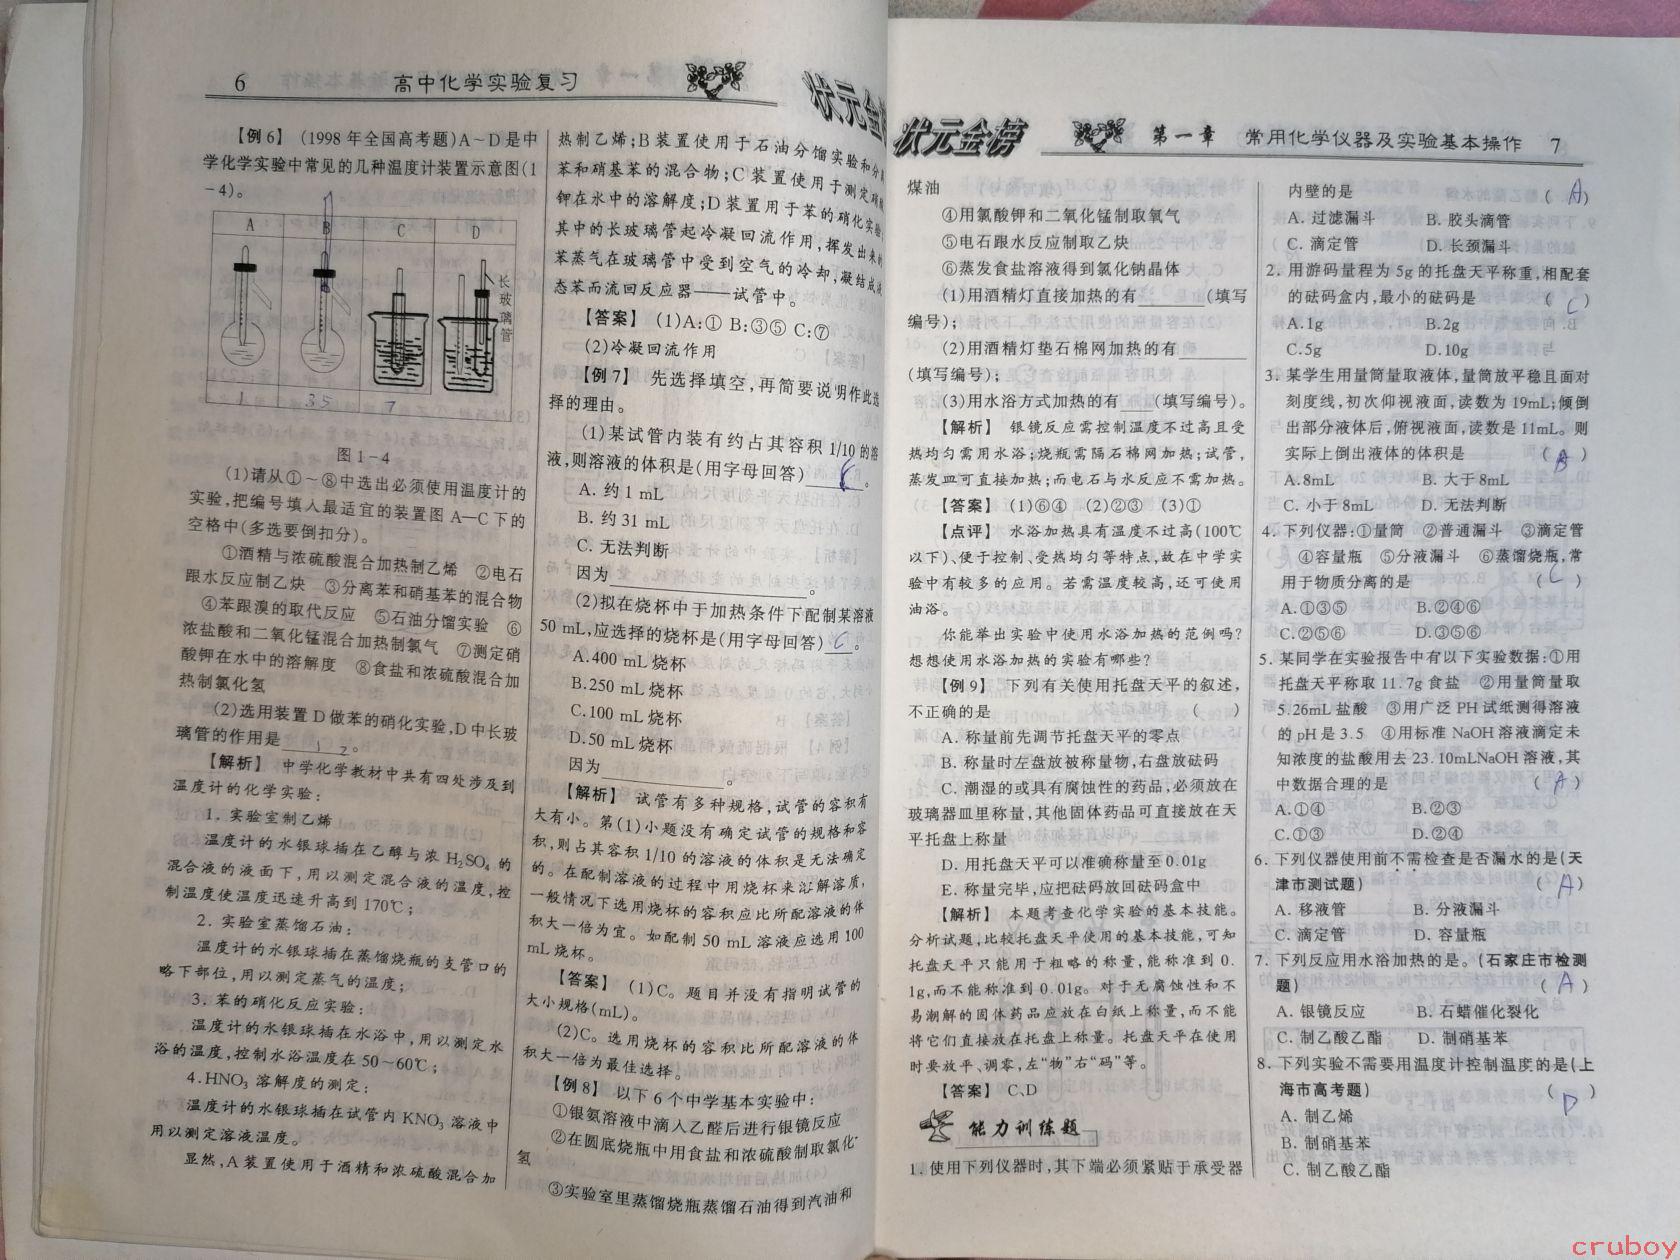 6 高中化学实验复习
状元金
【例6】 (1998年全国高考题)A~D是中
学化学实验中常见的几种温度计装置示意图(1
-4)。
A B C D
长玻璃管
1 35 7
图1-4
(1)请从①~⑧中选出必须使用温度计的
实验,把编号填入最适宜的装置图 A—C 下的
空格中(多选要倒扣分)。
①酒精与浓硫酸混合加热制乙烯 ②电石
跟水反应制乙炔 ③分离苯和硝基苯的混合物
④苯跟溴的取代反应 ⑤石油分馏实验 ⑥
浓盐酸和二氧化锰混合加热制氯气 ⑦测定硝
酸钾在水中的溶解度 ⑧食盐和浓硫酸混合加
热制氯化氢
(2)选用装置D做苯的硝化实验,D中长玻
璃管的作用是 。
【解析】 中学化学教材中共有四处涉及到
温度计的化学实验:
1. 实验室制乙烯
温度计的水银球插在乙醇与浓 H₂SO₄ 的
混合液的液面下,用以测定混合液的温度,控
制温度使温度迅速升高到170℃;
2. 实验室蒸馏石油:
温度计的水银球插在蒸馏烧瓶的支管口的
略下部位,用以测定蒸气的温度;
3. 苯的硝化反应实验:
温度计的水银球插在水浴中,用以测定水
浴的温度,控制水浴温度在50~60℃;
4.HNO₃ 溶解度的测定:
温度计的水银球插在试管内 KNO₃ 溶液中
用以测定溶液温度。
显然,A装置使用于酒精和浓硫酸混合加
热制乙烯;B装置使用于石油分馏实验和分
苯和硝基苯的混合物;C装置使用于测定硝
钾在水中的溶解度;D装置用于苯的硝化实验;
其中的长玻璃管起冷凝回流作用,挥发出来的
苯蒸气在玻璃管中受到空气的冷却,凝结成液
态苯而流回反应器——试管中。
【答案】 (1)A:① B:③⑤ C:⑦
(2)冷凝回流作用
【例7】 先选择填空,再简要说明作此选
择的理由。
(1)某试管内装有约占其容积1/10的溶
液,则溶液的体积是(用字母回答) C 。
A. 约1 mL
B. 约31 mL
C. 无法判断
因为 。
(2)拟在烧杯中于加热条件下配制某溶液
50 mL,应选择的烧杯是(用字母回答) C 。
A.400 mL 烧杯
B.250 mL 烧杯
C.100 mL 烧杯
D.50 mL 烧杯
因为 。
【解析】 试管有多种规格,试管的容积有
大有小。第(1)小题没有确定试管的规格和容
积,则占其容积1/10的溶液的体积是无法确定
的。在配制溶液的过程中用烧杯来溶解溶质,
一般情况下选用烧杯的容积应比所配溶液的体
积大一倍为宜。如配制50 mL溶液应选用100
mL烧杯。
【答案】 (1)C。题目并没有指明试管的
大小规格(mL)。
(2)C。选用烧杯的容积比所配溶液的体
积大一倍为最佳选择。
【例8】 以下6个中学基本实验中:
①银氨溶液中滴入乙醛后进行银镜反应
②在圆底烧瓶中用食盐和浓硫酸制取氯化
氢
③实验室里蒸馏烧瓶蒸馏石油得到汽油和
状元金榜 第一章 常用化学仪器及实验基本操作 7
煤油
④用氯酸钾和二氧化锰制取氧气
⑤电石跟水反应制取乙炔
⑥蒸发食盐溶液得到氯化钠晶体
(1)用酒精灯直接加热的有 (填写
编号);
(2)用酒精灯垫石棉网加热的有
(填写编号);
(3)用水浴方式加热的有 (填写编号)。
【解析】 银镜反应需控制温度不过高且受
热均匀需用水浴;烧瓶需隔石棉网加热;试管,
蒸发皿可直接加热;而电石与水反应不需加热。
【答案】 (1)⑥④ (2)②③ (3)①
【点评】 水浴加热具有温度不过高(100℃
以下)、便于控制、受热均匀等特点,故在中学实
验中有较多的应用。若需温度较高,还可使用
油浴。
你能举出实验中使用水浴加热的范例吗?
想想使用水浴加热的实验有哪些?
【例9】 下列有关使用托盘天平的叙述,
不正确的是 ( )
A. 称量前先调节托盘天平的零点
B. 称量时左盘放被称量物,右盘放砝码
C. 潮湿的或具有腐蚀性的药品,必须放在
玻璃器皿里称量,其他固体药品可直接放在天
平托盘上称量
D. 用托盘天平可以准确称量至0.01g
E. 称量完毕,应把砝码放回砝码盒中
【解析】 本题考查化学实验的基本技能。
分析试题,比较托盘天平使用的基本技能,可知
托盘天平只能用于粗略的称量,能称准到0.
1g,而不能称准到0.01g。对于无腐蚀性和不
易潮解的固体药品应放在白纸上称量,而不能
将它们直接放在托盘上称量。托盘天平在使用
时要放平、调零,左“物”右“码”等。
【答案】 C、D
能力训练题
1. 使用下列仪器时,其下端必须紧贴于承受器
内壁的是 ( A )
A. 过滤漏斗 B. 胶头滴管
C. 滴定管 D. 长颈漏斗
2. 用游码量程为5g的托盘天平称重,相配套
的砝码盒内,最小的砝码是 ( C )
A.1g B.2g
C.5g D.10g
3. 某学生用量筒量取液体,量筒放平稳且面对
刻度线,初次仰视液面,读数为19mL;倾倒
出部分液体后,俯视液面,读数是11mL。则
实际上倒出液体的体积是 ( )
A.8mL B. 大于8mL
C. 小于8mL D. 无法判断
4. 下列仪器:①量筒 ②普通漏斗 ③滴定管
④容量瓶 ⑤分液漏斗 ⑥蒸馏烧瓶,常
用于物质分离的是 ( C )
A.①③⑤ B.②④⑥
C.②⑤⑥ D.③⑤⑥
5. 某同学在实验报告中有以下实验数据:①用
托盘天平称取11.7g食盐 ②用量筒量取
5.26mL盐酸 ③用广泛PH试纸测得溶液
的pH是3.5 ④用标准NaOH溶液滴定未
知浓度的盐酸用去23.10mLNaOH溶液,其
中数据合理的是 ( A )
A.①④ B.②③
C.①③ D.②④
6. 下列仪器使用前不需检查是否漏水的是(天
津市测试题) ( A )
A. 移液管 B. 分液漏斗
C. 滴定管 D. 容量瓶
7. 下列反应用水浴加热的是。(石家庄市检测
题) ( A )
A. 银镜反应 B. 石蜡催化裂化
C. 制乙酸乙酯 D. 制硝基苯
8. 下列实验不需要用温度计控制温度的是(上
海市高考题) ( D )
A. 制乙烯
B. 制硝基苯
C. 制乙酸乙酯
cruboy